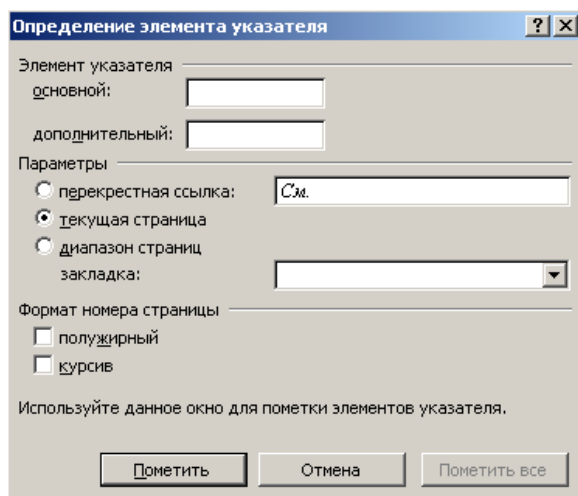 Определение элемента указателя ? ×
Элемент указателя
основной:
дополнительный:
Параметры
перекрестная ссылка: См.
текущая страница
диапазон страниц
закладка:
Формат номера страницы
полужирный
курсив
Используйте данное окно для пометки элементов указателя.
Пометить Отмена Пометить все